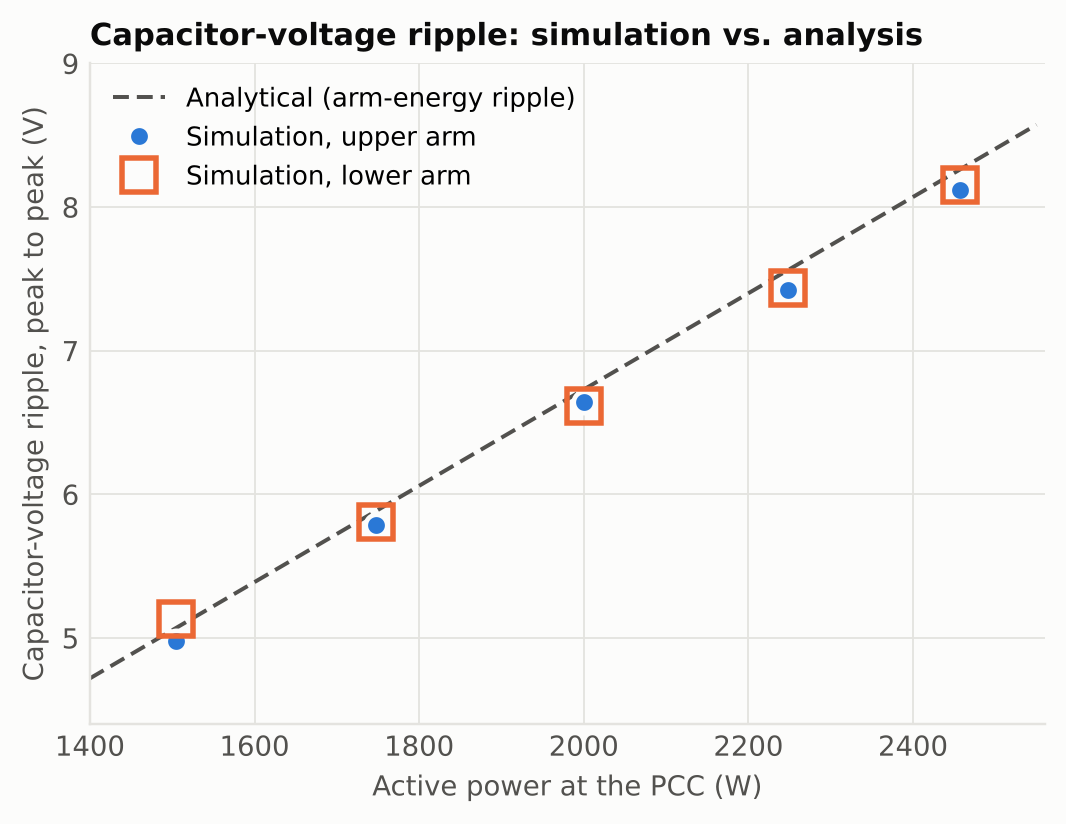 Capacitor-voltage ripple: simulation vs. analysis
Analytical (arm-energy ripple)
Simulation, upper arm
Simulation, lower arm
Capacitor-voltage ripple, peak to peak (V)
9
8
7
6
5
1400 1600 1800 2000 2200 2400
Active power at the PCC (W)